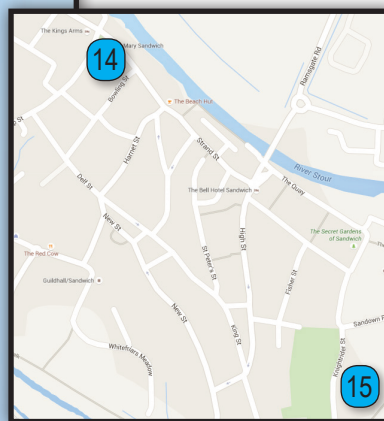 The Kings Arms
Mary Sandwich
14
Bowling St
The Beach Hut
Ramsgate Rd
Harnet St
Strand St
River Stour
Delf St
The Bell Hotel Sandwich
The Quay
New St
St Peter's St
High St
The Secret Gardens
of Sandwich
The Red Cow
Fisher St
Guildhall/Sandwich
New St
King St
Sandown R
Whitefriars Meadow
Knightrider St
15